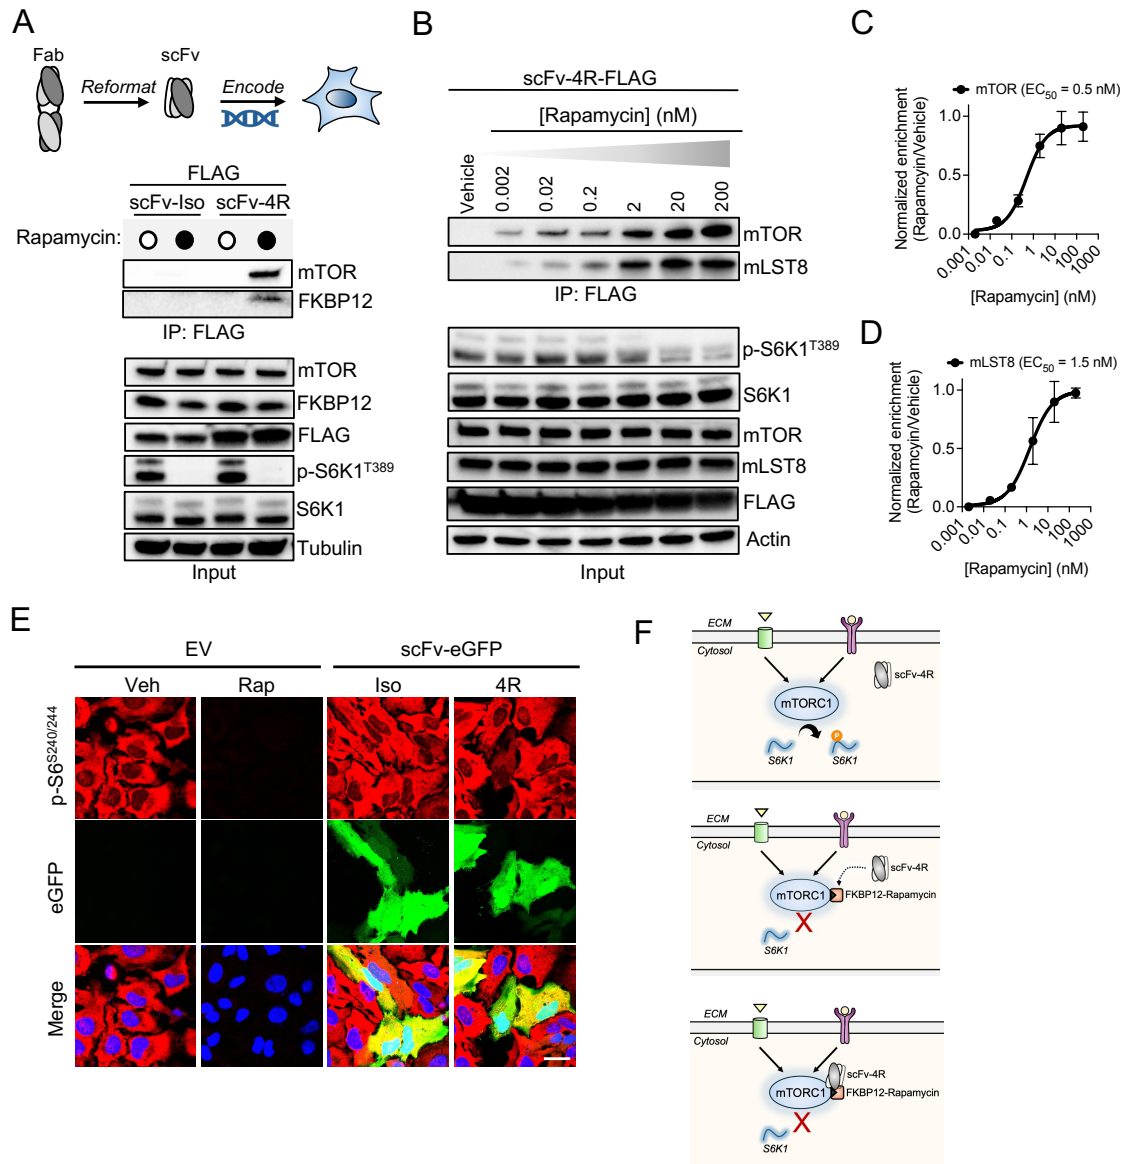 A
Fab
scFv
Reformat
Encode
FLAG
scFv-Iso scFv-4R
Rapamycin:
mTOR
FKBP12
IP: FLAG
mTOR
FKBP12
FLAG
p-S6K1T389
S6K1
Tubulin
Input
B
scFv-4R-FLAG
[Rapamycin] (nM)
Vehicle
0.002
0.02
0.2
2
20
200
mTOR
mLST8
IP: FLAG
p-S6K1T389
S6K1
mTOR
mLST8
FLAG
Actin
Input
C
mTOR (EC50 = 0.5 nM)
Normalized enrichment
(Rapamcyin/Vehicle)
1.0
0.5
0.0
0.001
0.01
0.1
1
10
100
1000
[Rapamycin] (nM)
D
mLST8 (EC50 = 1.5 nM)
Normalized enrichment
(Rapamcyin/Vehicle)
1.0
0.5
0.0
0.001
0.01
0.1
1
10
100
1000
[Rapamycin] (nM)
E
EV
scFv-eGFP
Veh
Rap
Iso
4R
p-S6S240/244
eGFP
Merge
F
ECM
Cytosol
scFv-4R
mTORC1
P
S6K1
S6K1
ECM
Cytosol
scFv-4R
mTORC1
FKBP12-Rapamycin
X
S6K1
ECM
Cytosol
scFv-4R
mTORC1
FKBP12-Rapamycin
X
S6K1